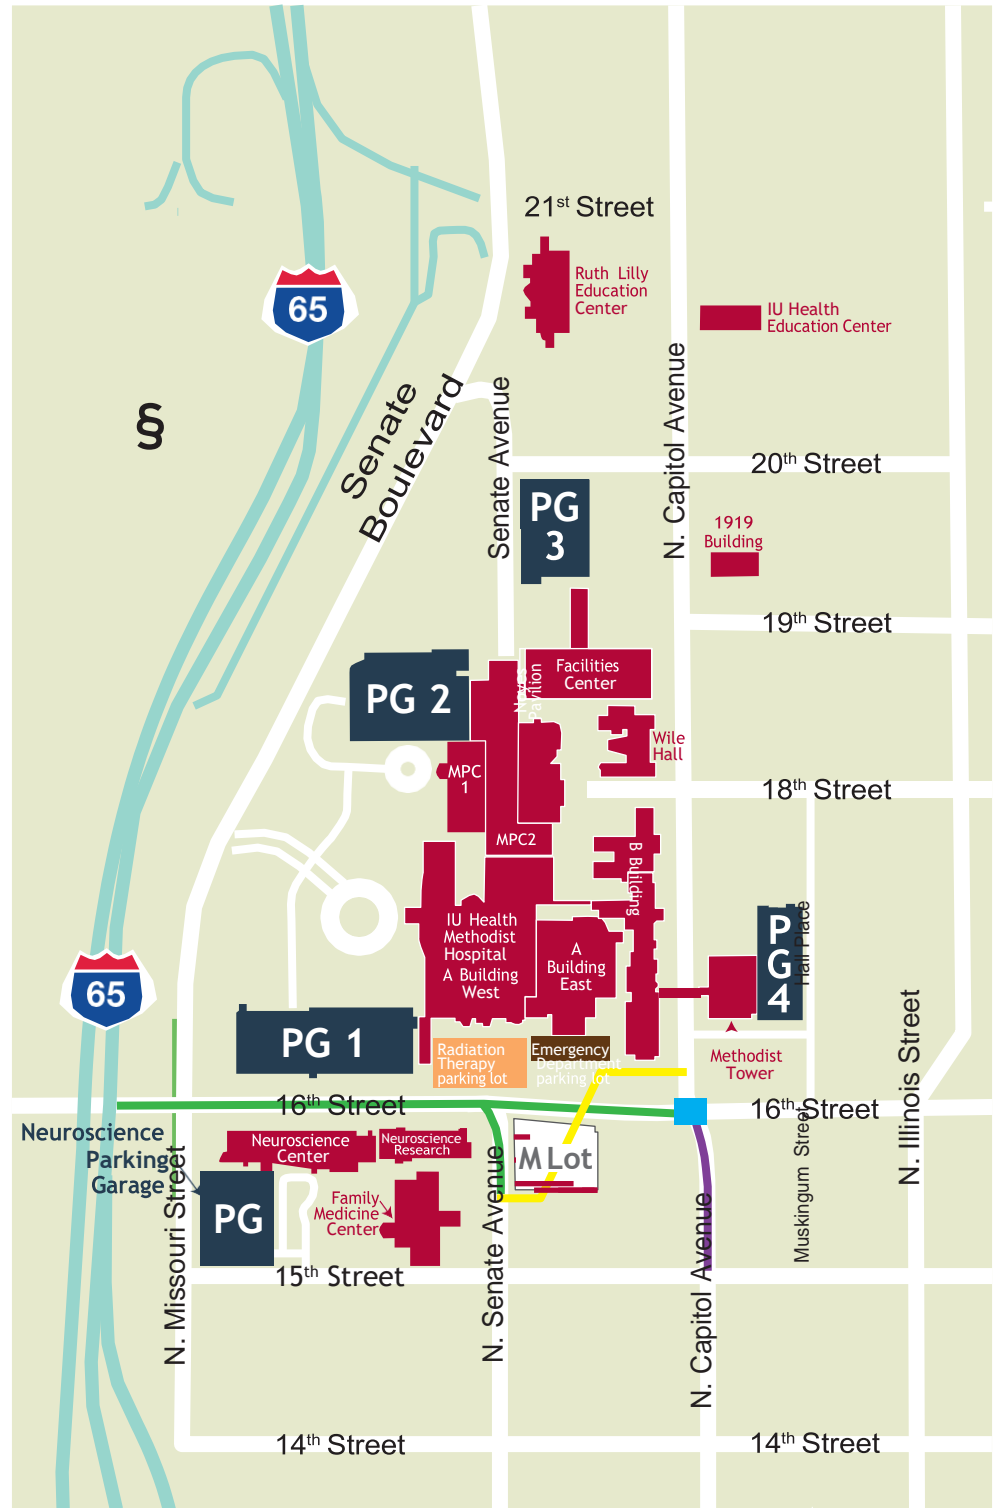 21st Street
Ruth Lilly
Education
Center
IU Health
Education Center
65
§
Senate
Boulevard
Senate Avenue
N. Capitol Avenue
20th Street
PG
3
1919
Building
19th Street
Facilities
Center
Noyes
Pavilion
PG 2
Wile
Hall
MPC
1
18th Street
MPC2
B Building
IU Health
Methodist
Hospital
A Building
West
A
Building
East
P
G
4
Hall Place
65
PG 1
Radiation
Therapy
parking lot
Emergency
Department
parking lot
Methodist
Tower
N. Illinois Street
16th Street
16th Street
Neuroscience
Parking
Garage
Neuroscience
Center
Neuroscience
Research
M Lot
Muskingum Street
PG
Family
Medicine
Center
N. Missouri Street
N. Senate Avenue
N. Capitol Avenue
15th Street
14th Street
14th Street